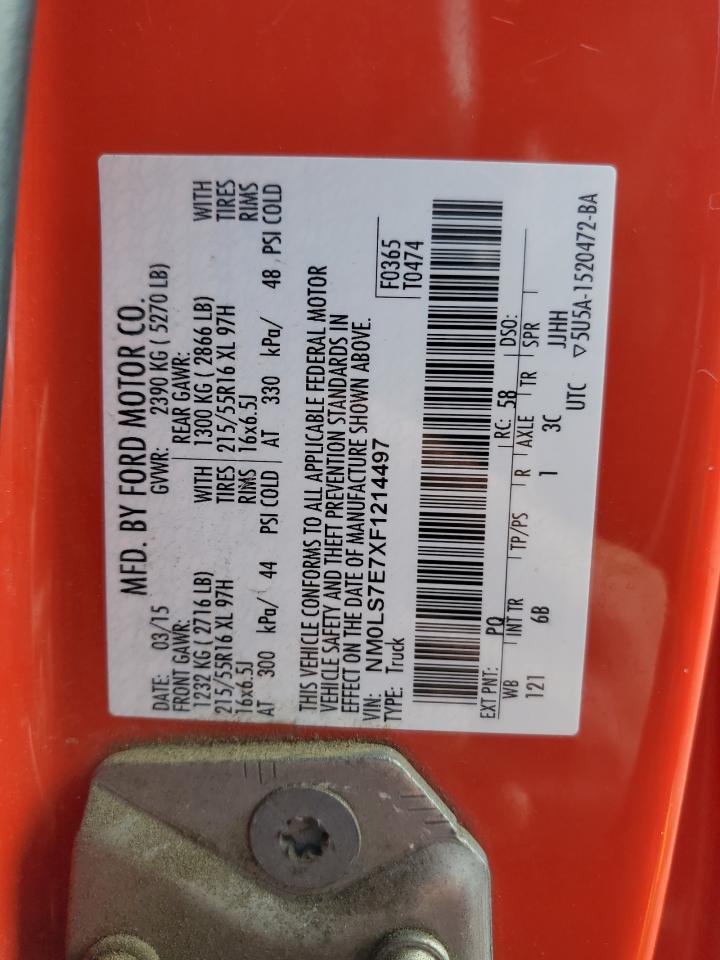 MFD. BY FORD MOTOR CO.
DATE: 03/15 GVWR: 2390 KG ( 5270 LB)
FRONT GAWR: REAR GAWR:
1232 KG ( 2716 LB) WITH 1300 KG ( 2866 LB) WITH
215/55R16 XL 97H TIRES 215/55R16 XL 97H TIRES
16x6.5J RIMS 16x6.5J RIMS
AT 300 kPa/ 44 PSI COLD AT 330 kPa/ 48 PSI COLD
THIS VEHICLE CONFORMS TO ALL APPLICABLE FEDERAL MOTOR
VEHICLE SAFETY AND THEFT PREVENTION STANDARDS IN
EFFECT ON THE DATE OF MANUFACTURE SHOWN ABOVE.
VIN: NM0LS7E7XF1214497
TYPE: Truck
F0365
T0474
EXT PNT: PQ RC: 58 DSO:
WB INT TR TP/PS R AXLE TR SPR
121 6B 1 3C JJHH
UTC ▽5U5A-1520472-BA